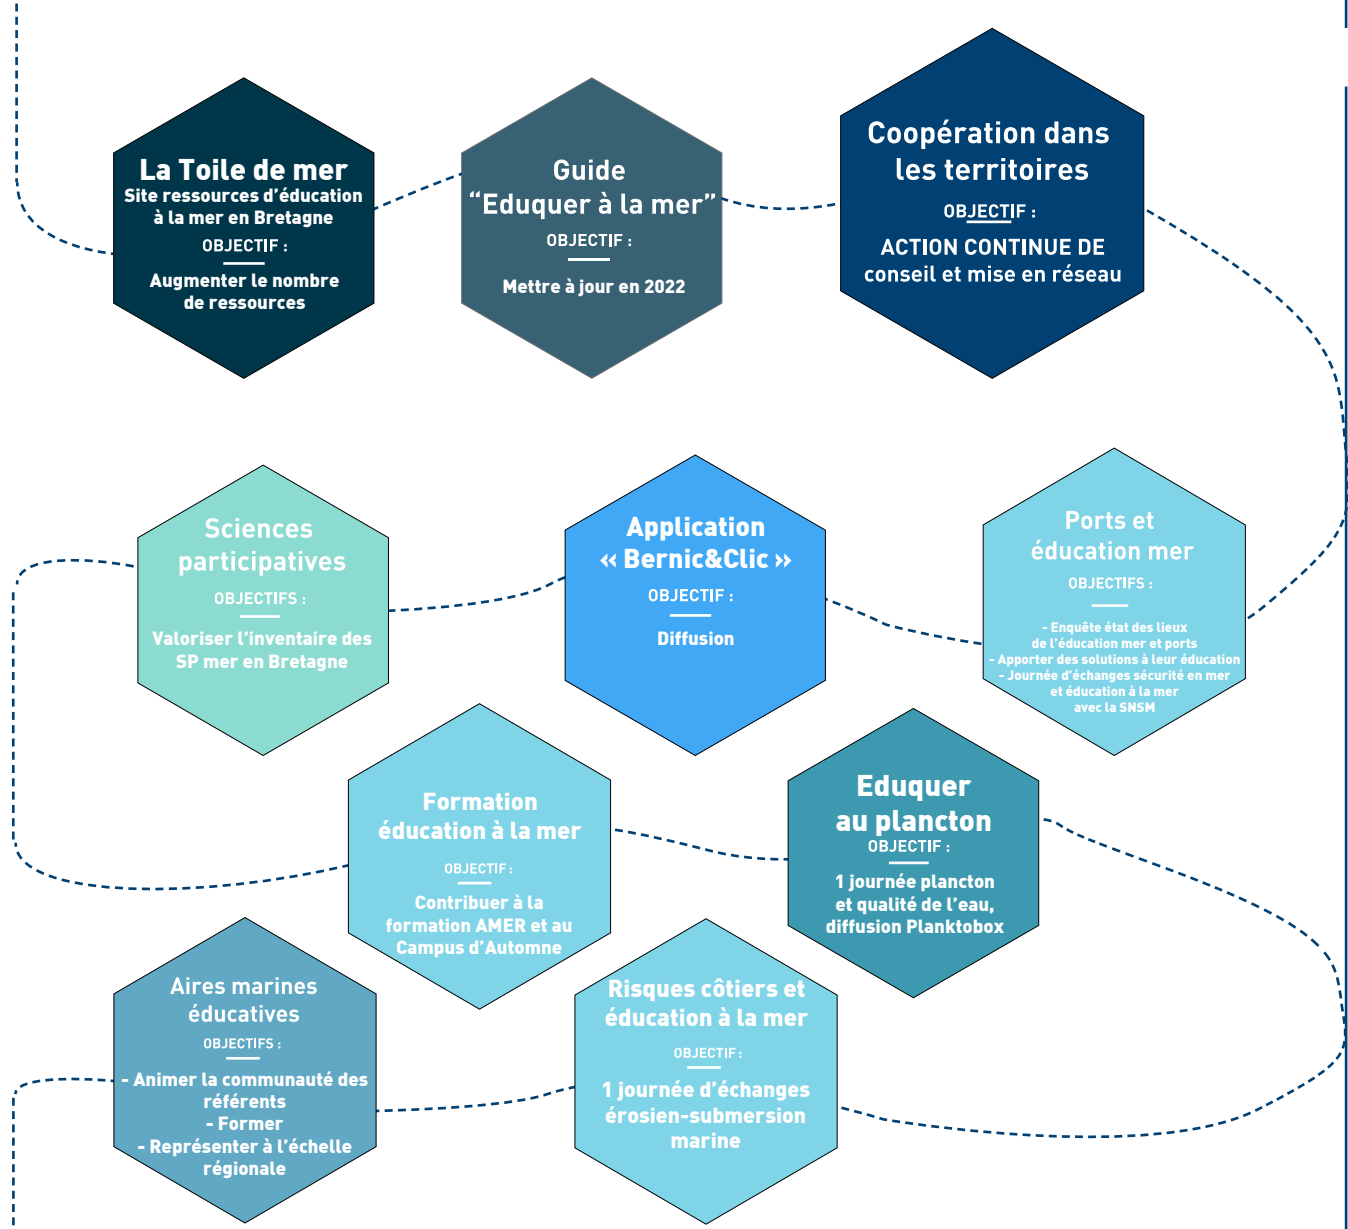 La Toile de mer
Site ressources d'éducation
à la mer en Bretagne
OBJECTIF :
Augmenter le nombre
de ressources
Guide
“Eduquer à la mer”
OBJECTIF :
Mettre à jour en 2022
Coopération dans
les territoires
OBJECTIF :
ACTION CONTINUE DE
conseil et mise en réseau
Sciences
participatives
OBJECTIFS :
Valoriser l'inventaire des
SP mer en Bretagne
Application
« Bernic&Clic »
OBJECTIF :
Diffusion
Ports et
éducation mer
OBJECTIFS :
- Enquête état des lieux
de l'éducation mer et ports
- Apporter des solutions à leur éducation
- Journée d'échanges sécurité en mer
et éducation à la mer
avec la SNSM
Formation
éducation à la mer
OBJECTIF :
Contribuer à la
formation AMER et au
Campus d'Automne
Eduquer
au plancton
OBJECTIF :
1 journée plancton
et qualité de l'eau,
diffusion Planktobox
Aires marines
éducatives
OBJECTIFS :
- Animer la communauté des
référents
- Former
- Représenter à l'échelle
régionale
Risques côtiers et
éducation à la mer
OBJECTIF :
1 journée d'échanges
érosien-submersion
marine